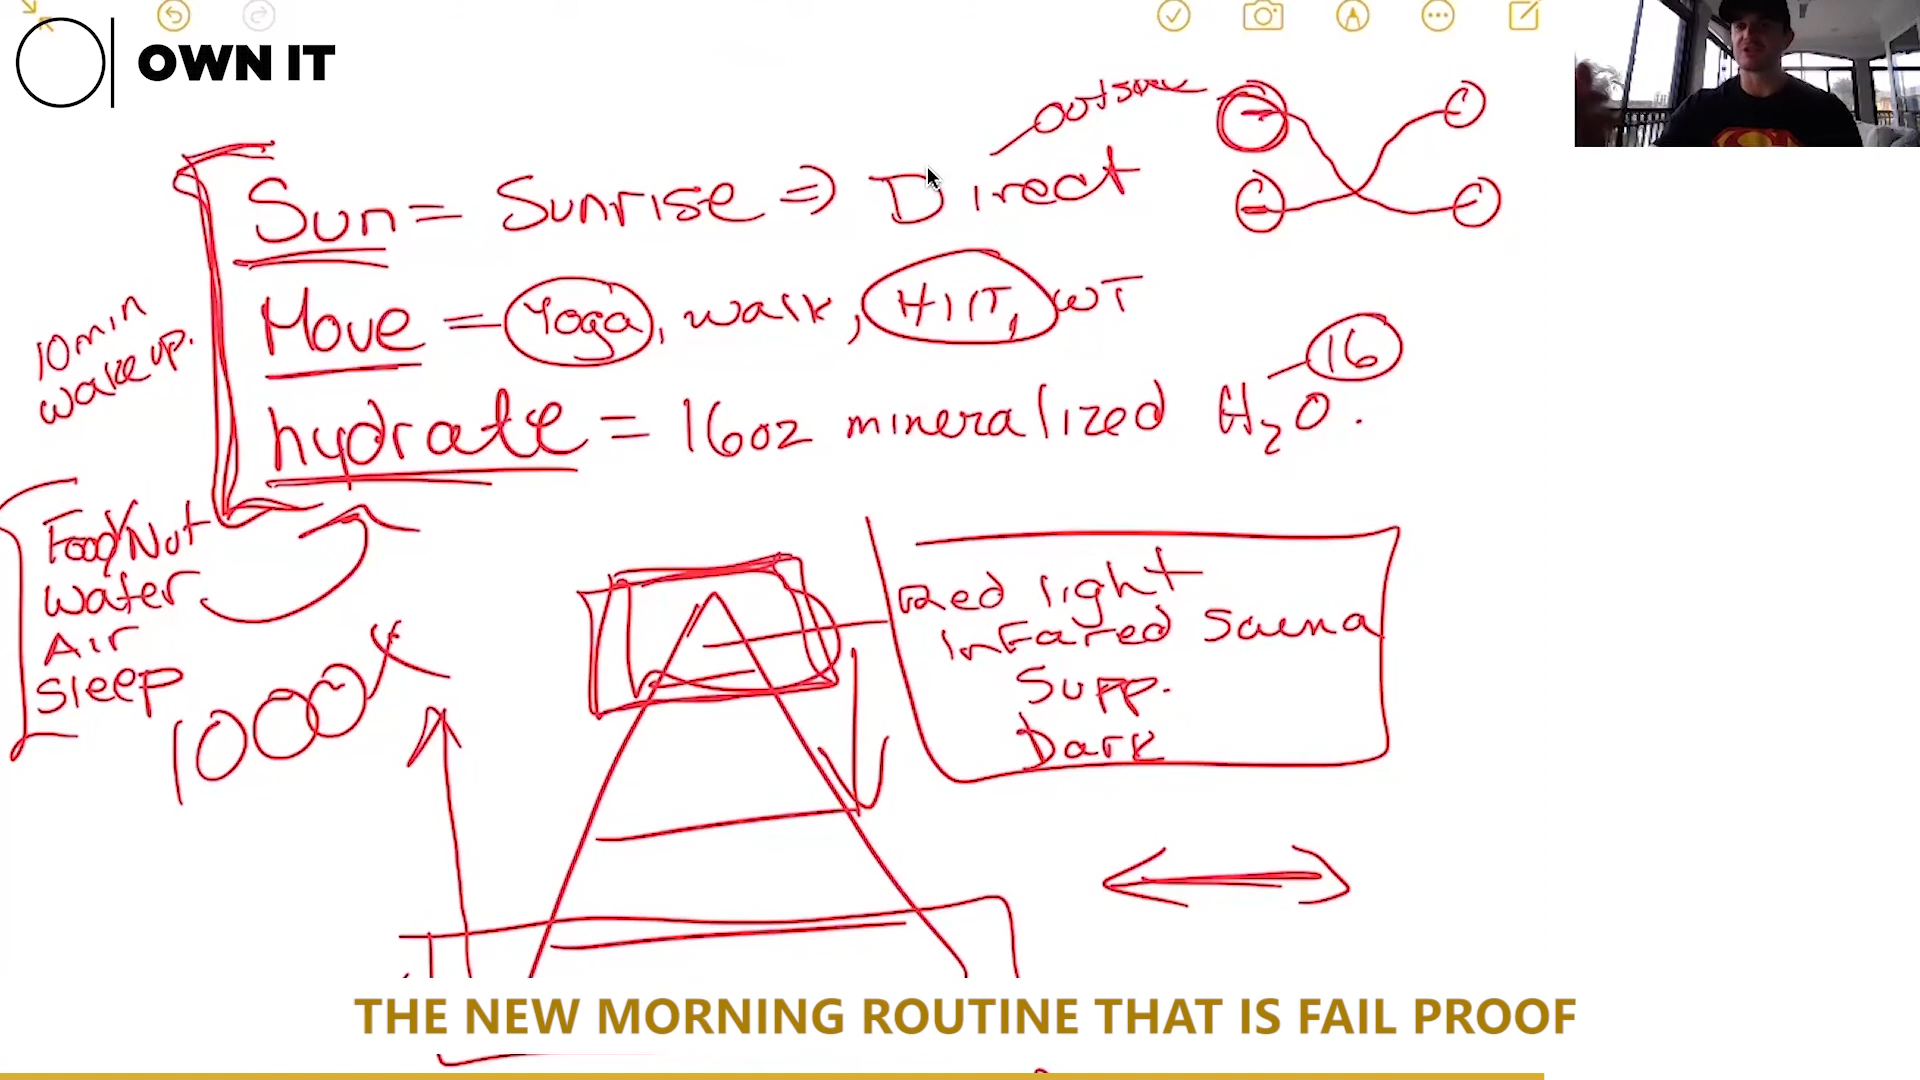 OWN IT
outside
Sun = Sunrise => Direct
Move = Yoga, walk, HIIT, WT
16
hydrate = 16oz mineralized H2O.
10min
wake up.
Food/Nut
Water
Air
Sleep
1000x
Red light
infared Sauna
Supp.
Dark
THE NEW MORNING ROUTINE THAT IS FAIL PROOF